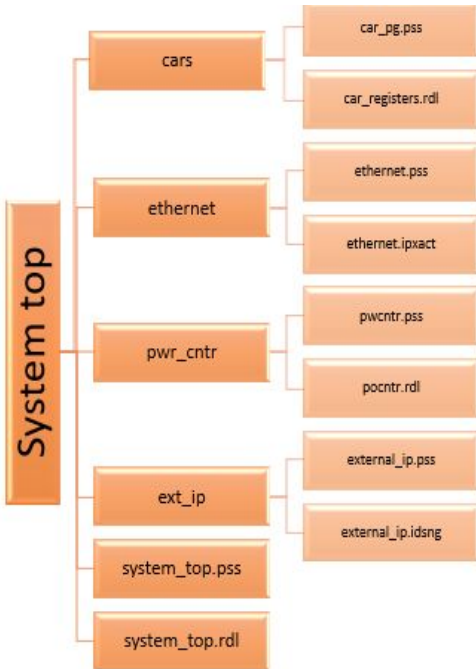 System top
cars
car_pg.pss
car_registers.rdl
ethernet
ethernet.pss
ethernet.ipxact
pwr_cntr
pwcntr.pss
pocntr.rdl
ext_ip
external_ip.pss
external_ip.idsng
system_top.pss
system_top.rdl